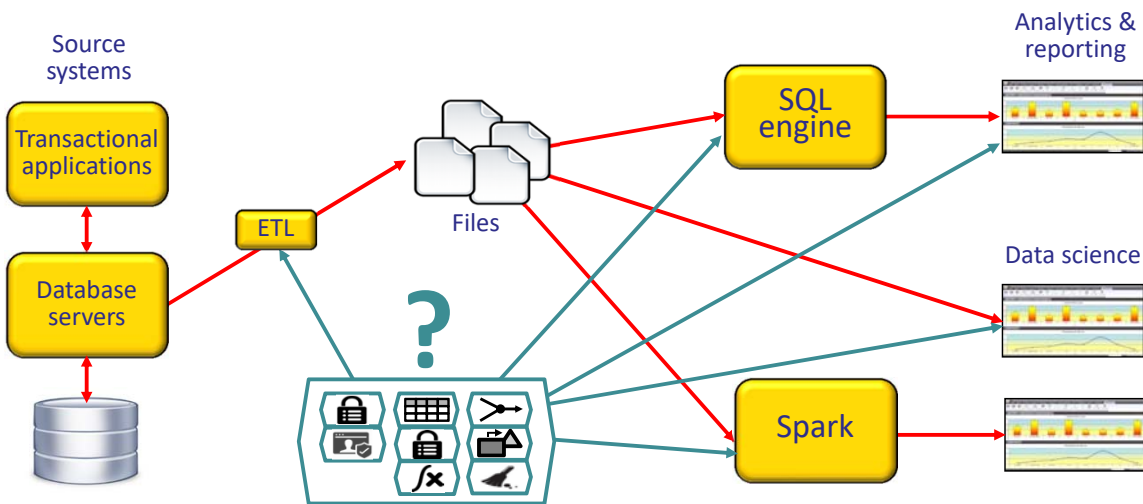 Source
systems
Transactional
applications
Database
servers
ETL
Files
?
∫x
SQL
engine
Spark
Analytics &
reporting
Data science